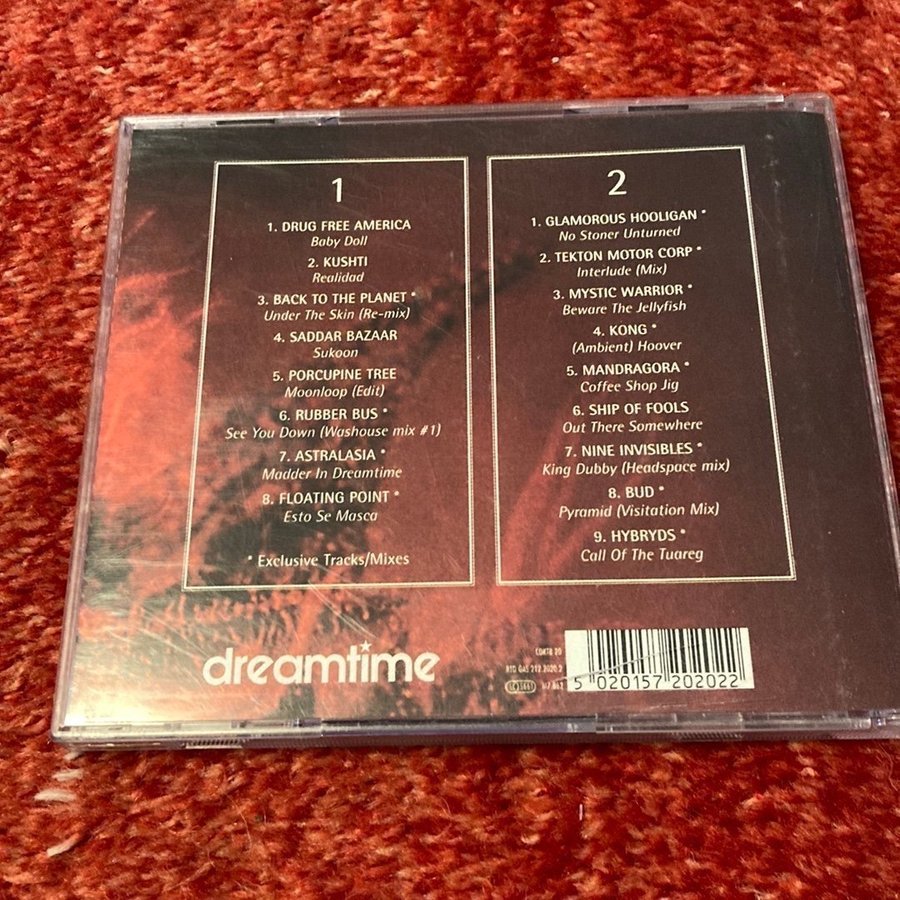 1
1. DRUG FREE AMERICA
Baby Doll
2. KUSHTI
Realidad
3. BACK TO THE PLANET *
Under The Skin (Re-mix)
4. SADDAR BAZAAR
Sukoon
5. PORCUPINE TREE
Moonloop (Edit)
6. RUBBER BUS *
See You Down (Washouse mix #1)
7. ASTRALASIA *
Madder In Dreamtime
8. FLOATING POINT *
Esto Se Masca
* Exclusive Tracks/Mixes
2
1. GLAMOROUS HOOLIGAN *
No Stoner Unturned
2. TEKTON MOTOR CORP *
Interlude (Mix)
3. MYSTIC WARRIOR *
Beware The Jellyfish
4. KONG *
(Ambient) Hoover
5. MANDRAGORA *
Coffee Shop Jig
6. SHIP OF FOOLS
Out There Somewhere
7. NINE INVISIBLES *
King Dubby (Headspace mix)
8. BUD *
Pyramid (Visitation Mix)
9. HYBRYDS *
Call Of The Tuareg
dreamtime
CDKTB 20
RTD 
5 020157 202022